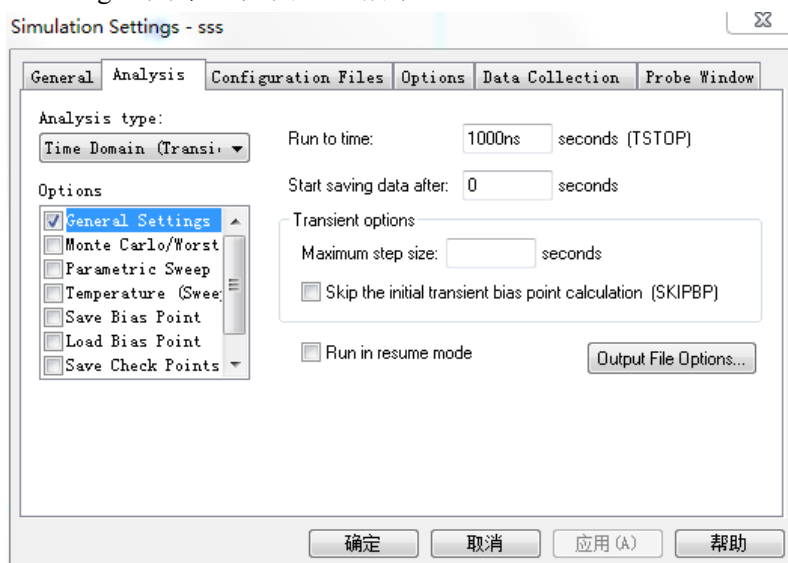 Simulation Settings - sss
General Analysis Configuration Files Options Data Collection Probe Window
Analysis type:
Time Domain (Transi
Run to time: 1000ns seconds (TSTOP)
Start saving data after: 0 seconds
Options
General Settings
Monte Carlo/Worst
Parametric Sweep
Temperature (Sweep
Save Bias Point
Load Bias Point
Save Check Points
Transient options
Maximum step size: seconds
Skip the initial transient bias point calculation (SKIPBP)
Run in resume mode
Output File Options...
确定 取消 应用(A) 帮助